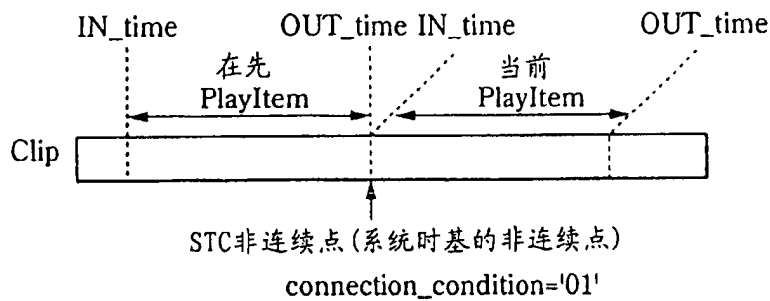 IN_time OUT_time IN_time OUT_time
在先 当前
PlayItem PlayItem
Clip
STC非连续点(系统时基的非连续点)
connection_condition='01'